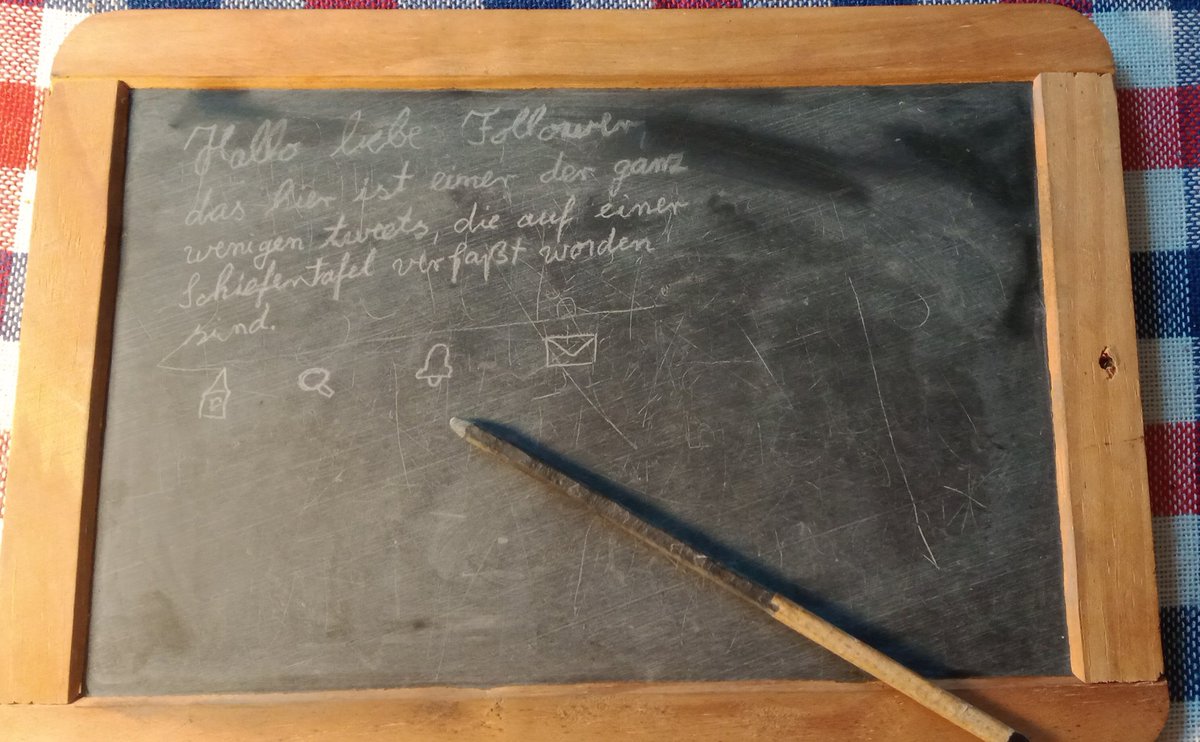 Hallo liebe Follower,
das hier ist einer der ganz
wenigen tweets, die auf einer
Schiefertafel verfaßt worden
sind.